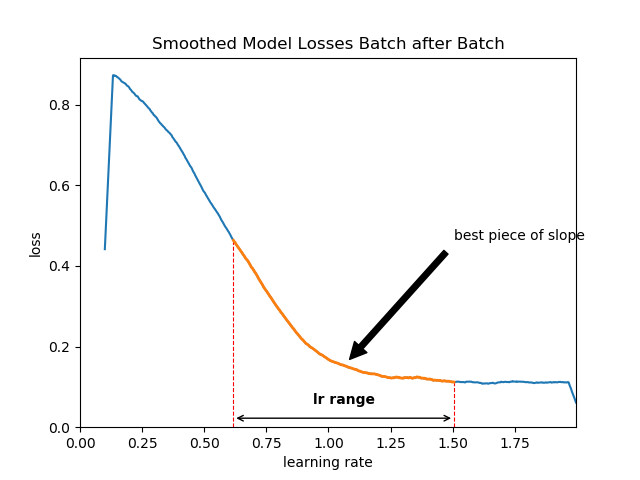 Smoothed Model Losses Batch after Batch
loss
0.8
0.6
0.4
0.2
0.0
best piece of slope
lr range
0.00 0.25 0.50 0.75 1.00 1.25 1.50 1.75
learning rate